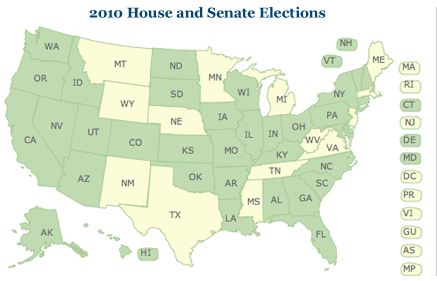 2010 House and Senate Elections
NH
WA
MT
ND
MN
VT
ME
MA
OR
ID
SD
WI
MI
NY
RI
WY
CT
IA
PA
NJ
NV
NE
IL
IN
OH
DE
UT
CO
WV
VA
MD
CA
KS
MO
KY
DC
NC
PR
TN
AZ
NM
OK
AR
SC
VI
MS
AL
GA
GU
TX
LA
AS
AK
FL
HI
MP